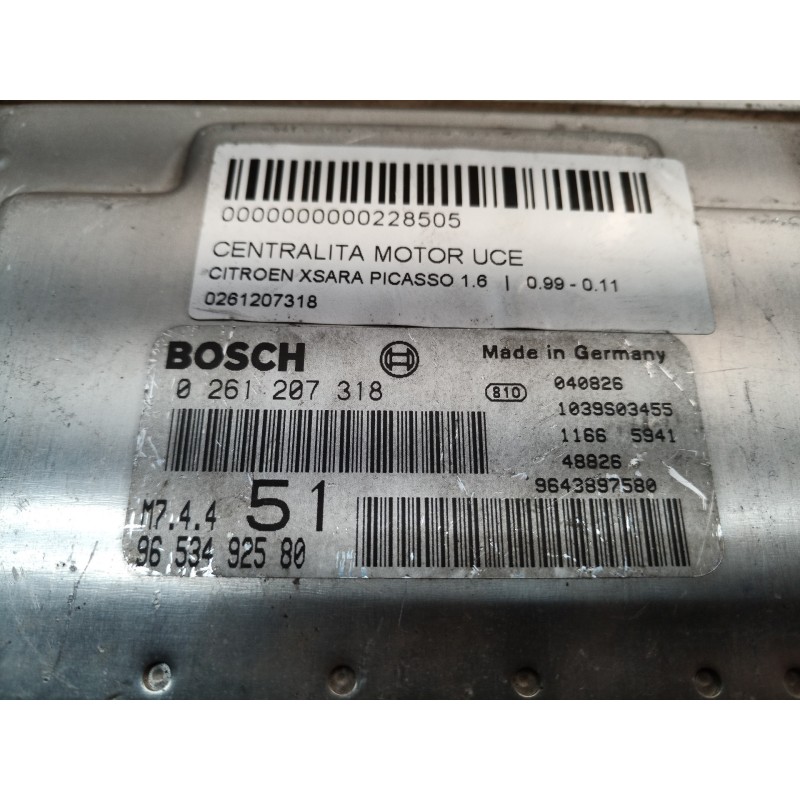 0000000000228505
CENTRALITA MOTOR UCE
CITROEN XSARA PICASSO 1.6 | 0.99 - 0.11
0261207318
BOSCH Made in Germany
0 261 207 318 810 040826
1039S03455
1166 5941
48826
9643897580
M7.4.4 51
96 534 925 80